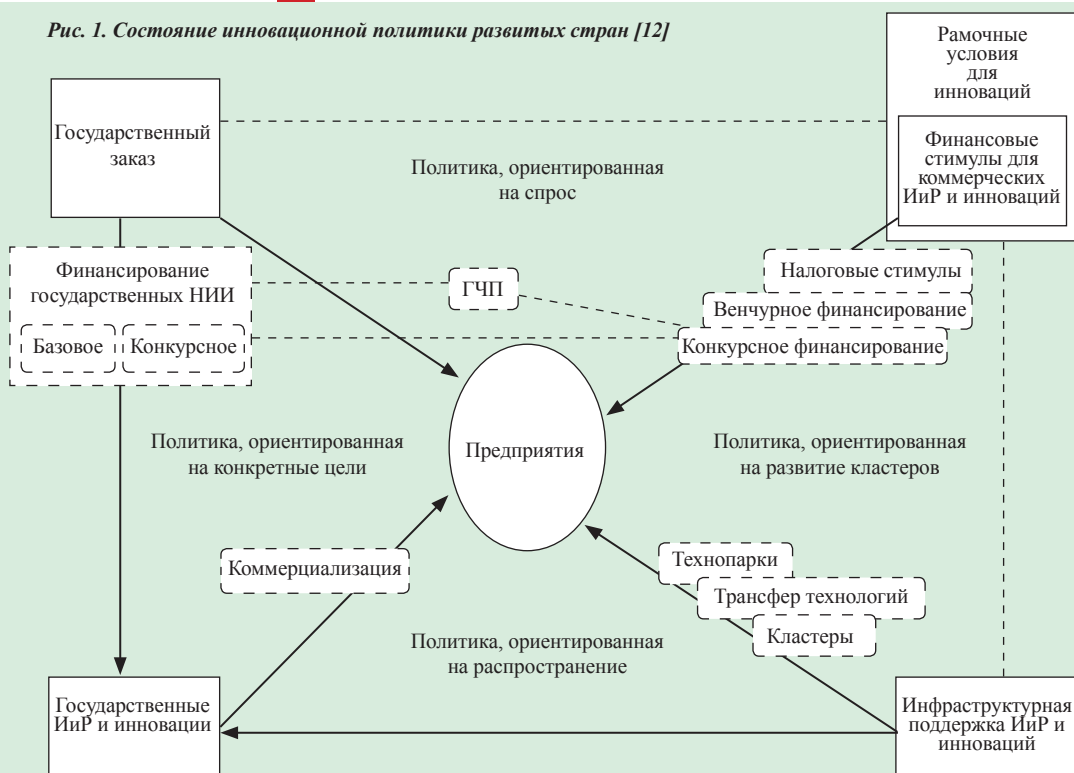 Рис. 1. Состояние инновационной политики развитых стран [12]
Рамочные
условия
для
инноваций
Государственный
заказ
Финансовые
стимулы для
коммерческих
ИиР и инноваций
Политика, ориентированная
на спрос
Финансирование
государственных НИИ
Базовое
Конкурсное
ГЧП
Налоговые стимулы
Венчурное финансирование
Конкурсное финансирование
Политика, ориентированная
на конкретные цели
Предприятия
Политика, ориентированная
на развитие кластеров
Коммерциализация
Технопарки
Трансфер технологий
Кластеры
Политика, ориентированная
на распространение
Государственные
ИиР и инновации
Инфраструктурная
поддержка ИиР и
инноваций